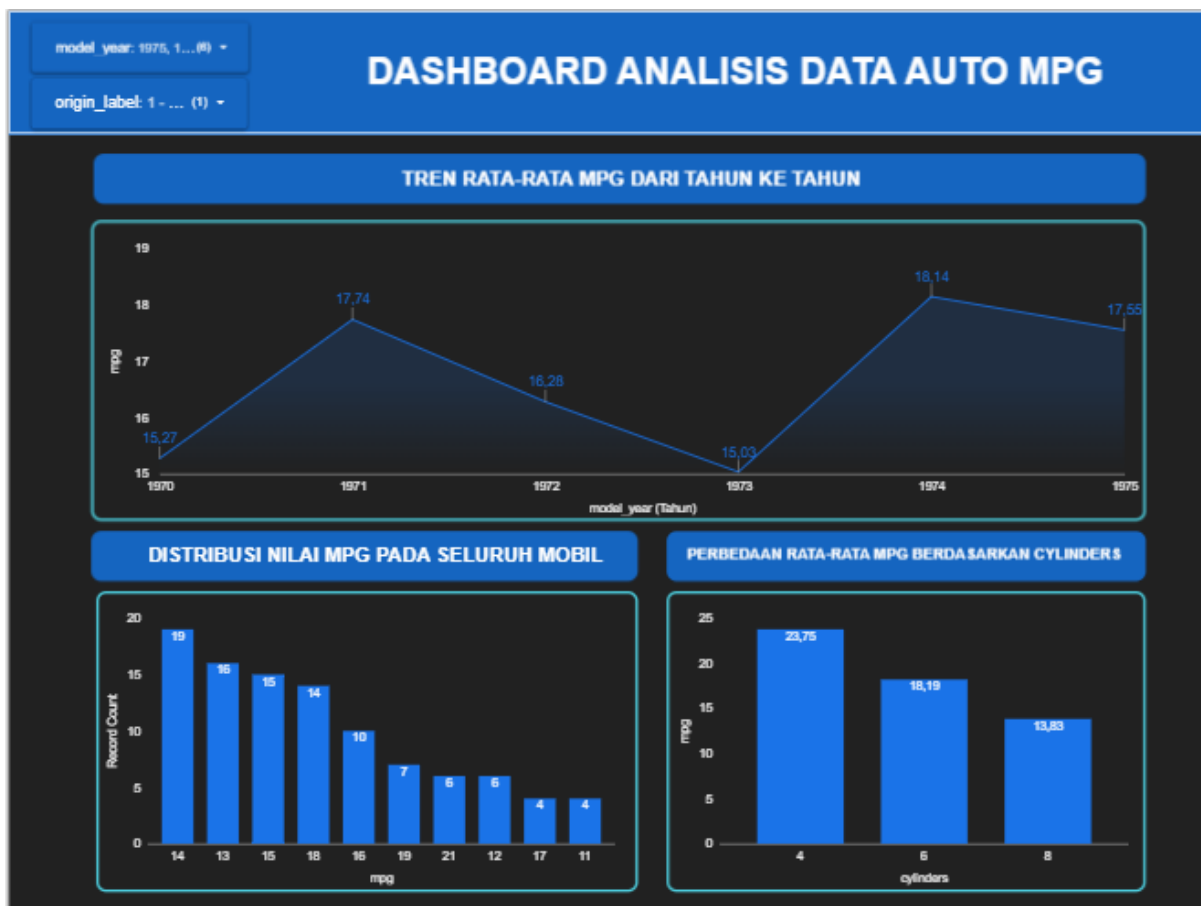 model_year: 1975, 1...(6)
DASHBOARD ANALISIS DATA AUTO MPG
origin_label: 1 - ... (1)
TREN RATA-RATA MPG DARI TAHUN KE TAHUN
19
18,14
18
17,74
17,55
mpg
17
16,28
16
15,27
15,03
15
1970 1971 1972 1973 1974 1975
model_year (Tahun)
DISTRIBUSI NILAI MPG PADA SELURUH MOBIL
20
19
16
15
15
14
Record Count
10
10
7
6
6
5
4
4
0
14 13 15 18 16 19 21 12 17 11
mpg
PERBEDAAN RATA-RATA MPG BERDASARKAN CYLINDERS
25
23,75
20
18,19
15
13,83
mpg
10
5
0
4 6 8
cylinders